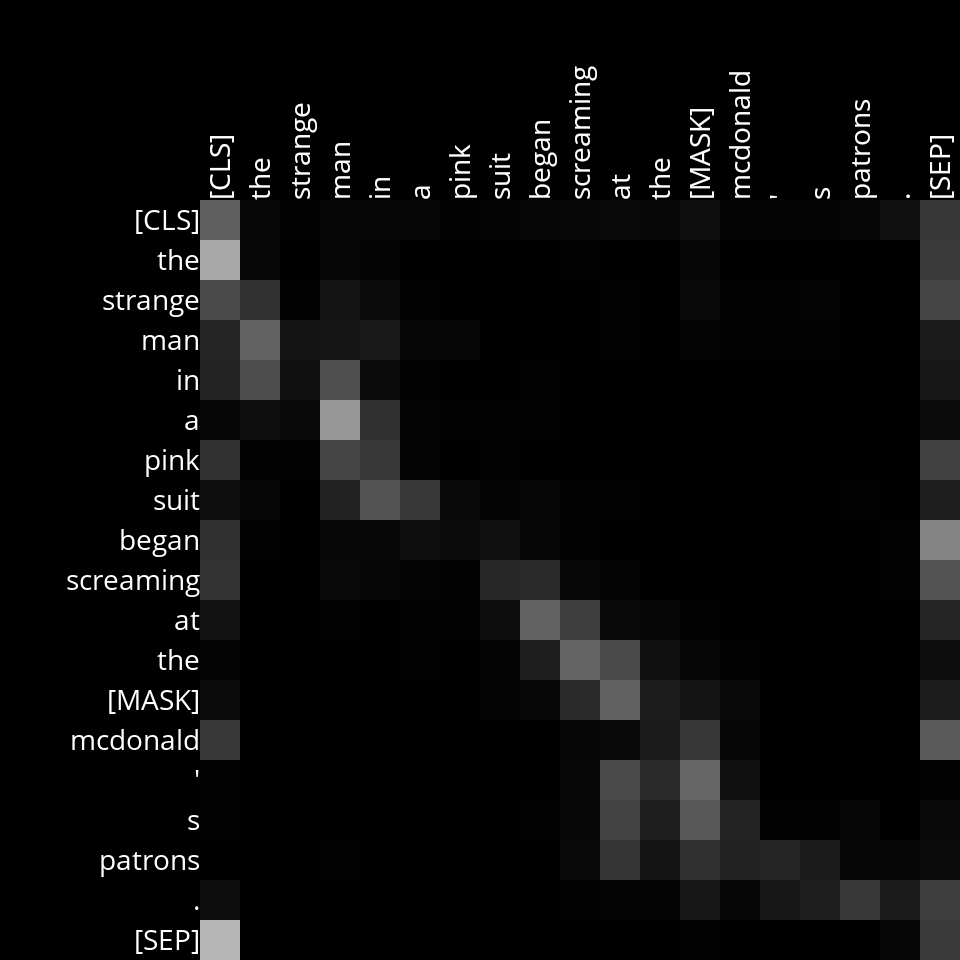 [CLS] the strange man in a pink suit began screaming at the [MASK] mcdonald ' s patrons . [SEP]
[CLS]
the
strange
man
in
a
pink
suit
began
screaming
at
the
[MASK]
mcdonald
'
s
patrons
.
[SEP]